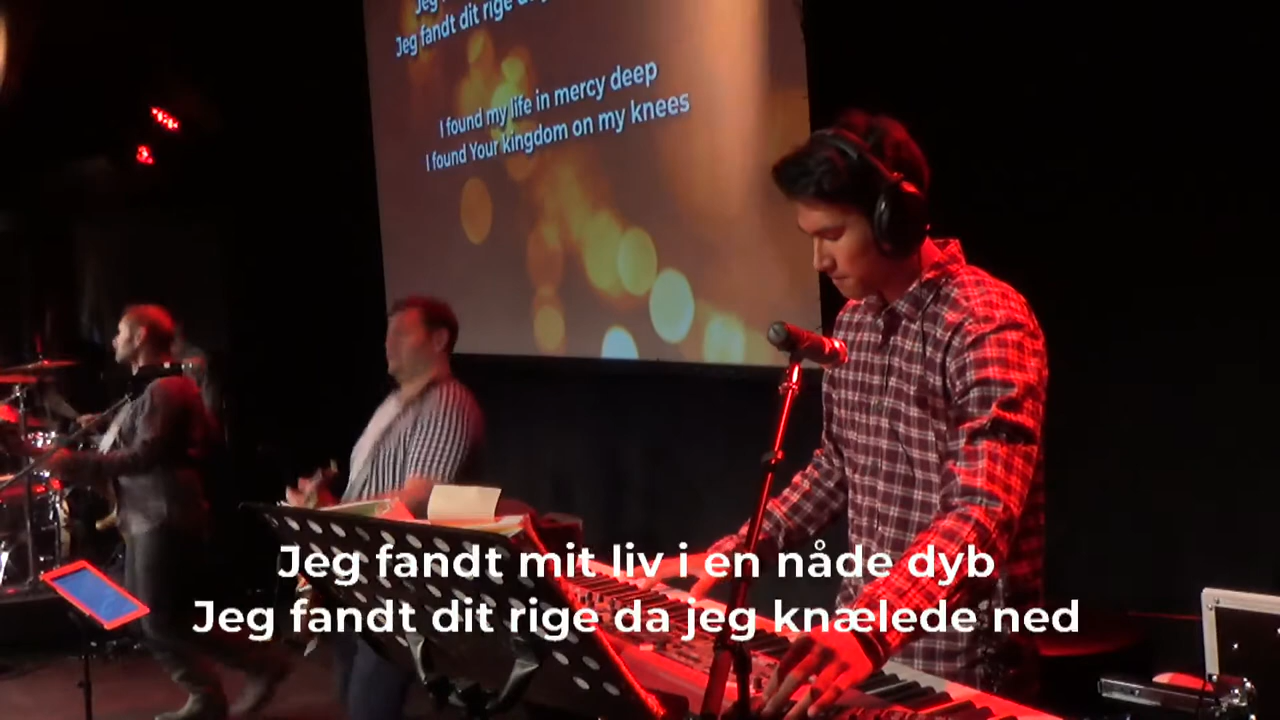 Jeg
Jeg fandt dit rige
I found my life in mercy deep
I found Your kingdom on my knees
Jeg fandt mit liv i en nåde dyb
Jeg fandt dit rige da jeg knælede ned